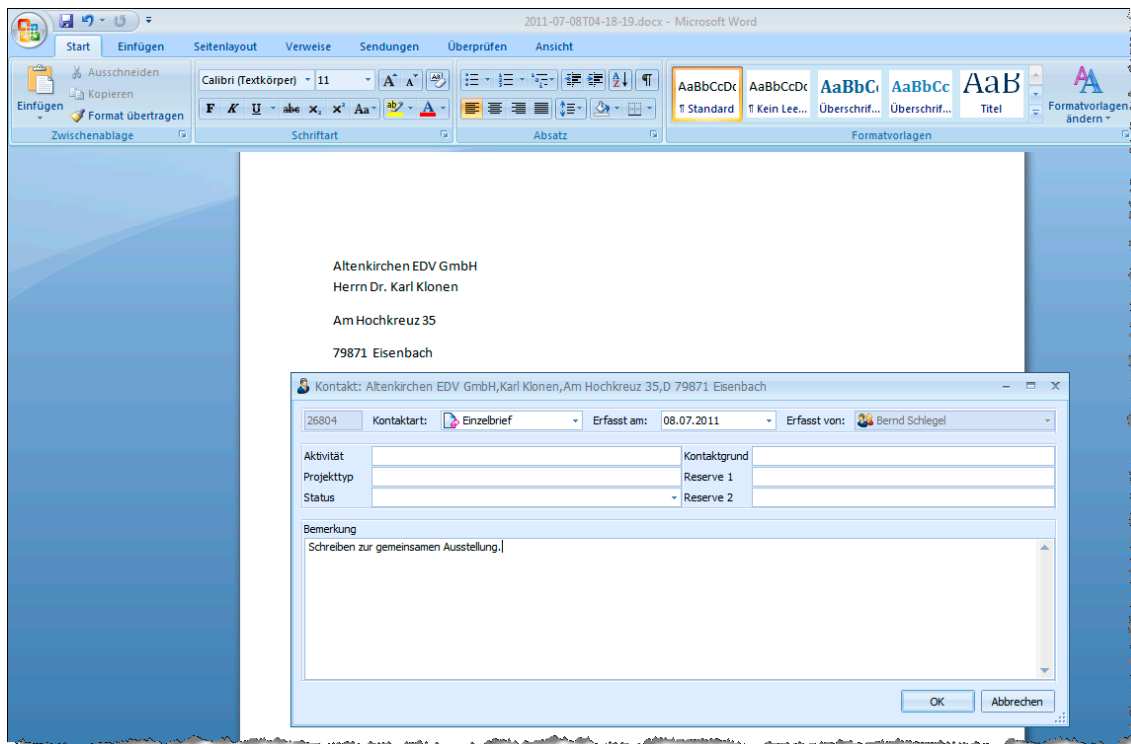 2011-07-08T04-18-19.docx - Microsoft Word
Start Einfügen Seitenlayout Verweise Sendungen Überprüfen Ansicht
Einfügen
Ausschneiden
Kopieren
Format übertragen
Zwischenablage
Calibri (Textkörper) 11
F K U abc x₂ x² Aa
Schriftart
Absatz
AaBbCcDc AaBbCcDc AaBbC AaBbCc AaB
¶ Standard ¶ Kein Lee... Überschrif... Überschrif... Titel
Formatvorlagen
Formatvorlagen
ändern
Altenkirchen EDV GmbH
Herrn Dr. Karl Klonen
Am Hochkreuz 35
79871 Eisenbach
Kontakt: Altenkirchen EDV GmbH,Karl Klonen,Am Hochkreuz 35,D 79871 Eisenbach
26804 Kontaktart: Einzelbrief Erfasst am: 08.07.2011 Erfasst von: Bernd Schlegel
Aktivität Kontaktgrund
Projekttyp Reserve 1
Status Reserve 2
Bemerkung
Schreiben zur gemeinsamen Ausstellung.
OK Abbrechen